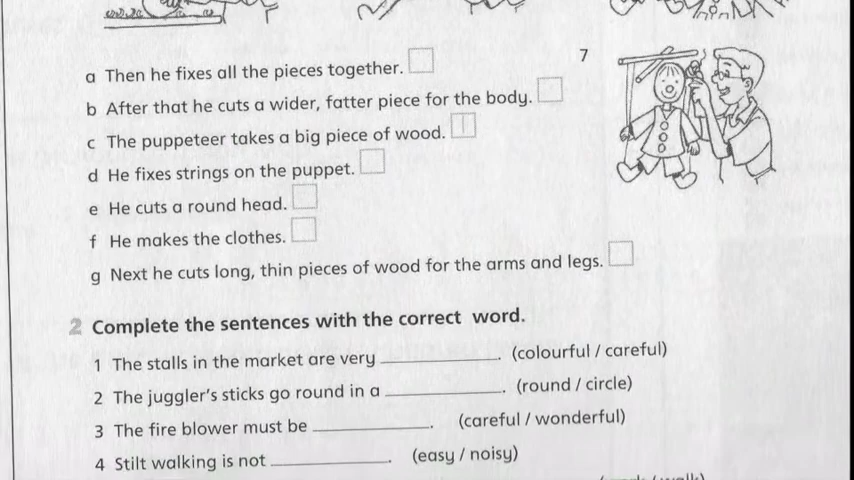 7
a Then he fixes all the pieces together.
b After that he cuts a wider, fatter piece for the body.
c The puppeteer takes a big piece of wood. 1
d He fixes strings on the puppet.
e He cuts a round head.
f He makes the clothes.
g Next he cuts long, thin pieces of wood for the arms and legs.
2 Complete the sentences with the correct word.
1 The stalls in the market are very ____________. (colourful / careful)
2 The juggler's sticks go round in a ____________. (round / circle)
3 The fire blower must be ____________. (careful / wonderful)
4 Stilt walking is not ____________. (easy / noisy)